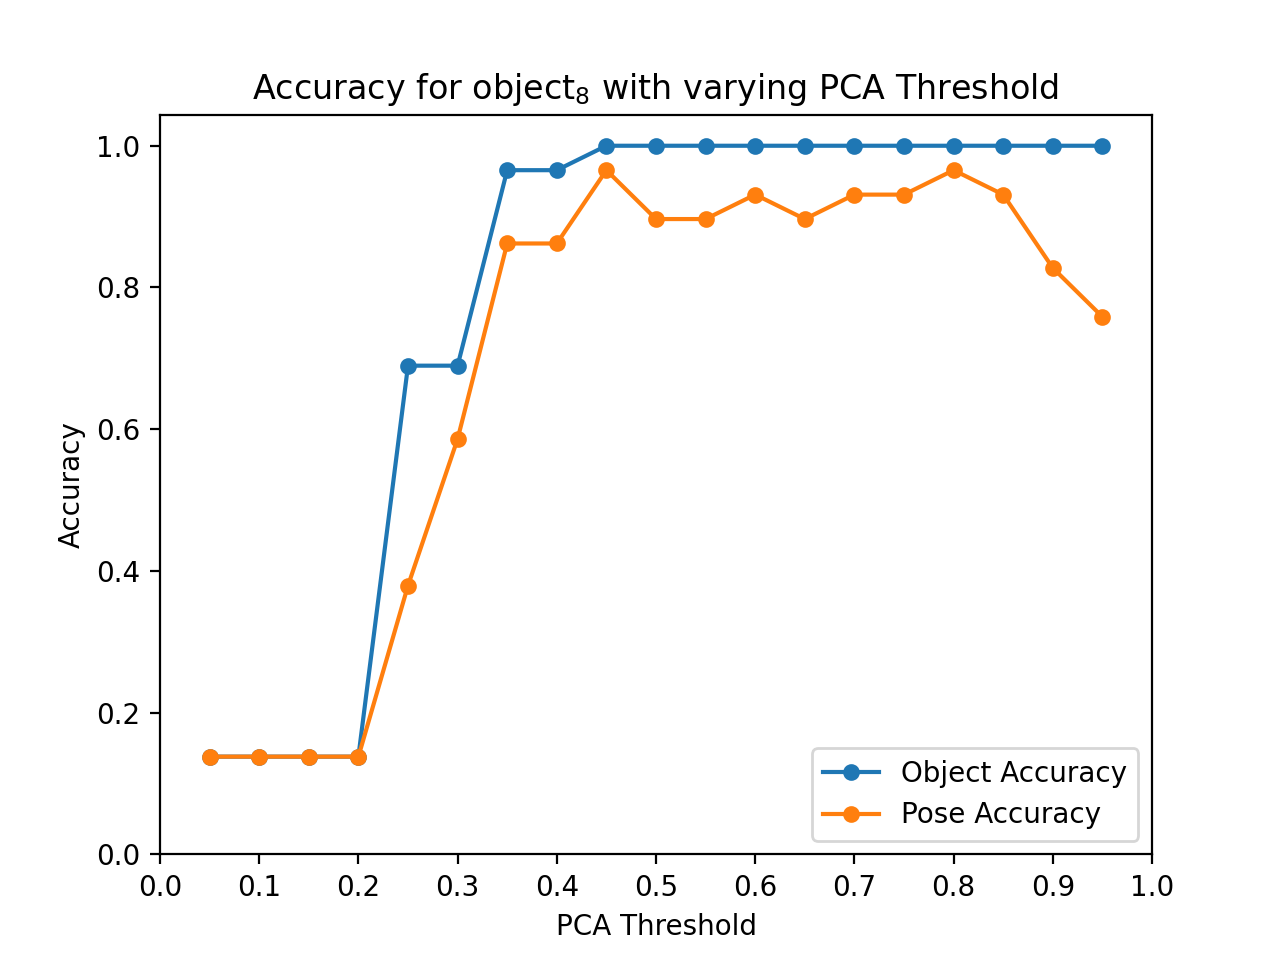 Accuracy for object₈ with varying PCA Threshold
1.0
0.8
0.6
0.4
0.2
0.0
Accuracy
Object Accuracy
Pose Accuracy
0.0 0.1 0.2 0.3 0.4 0.5 0.6 0.7 0.8 0.9 1.0
PCA Threshold